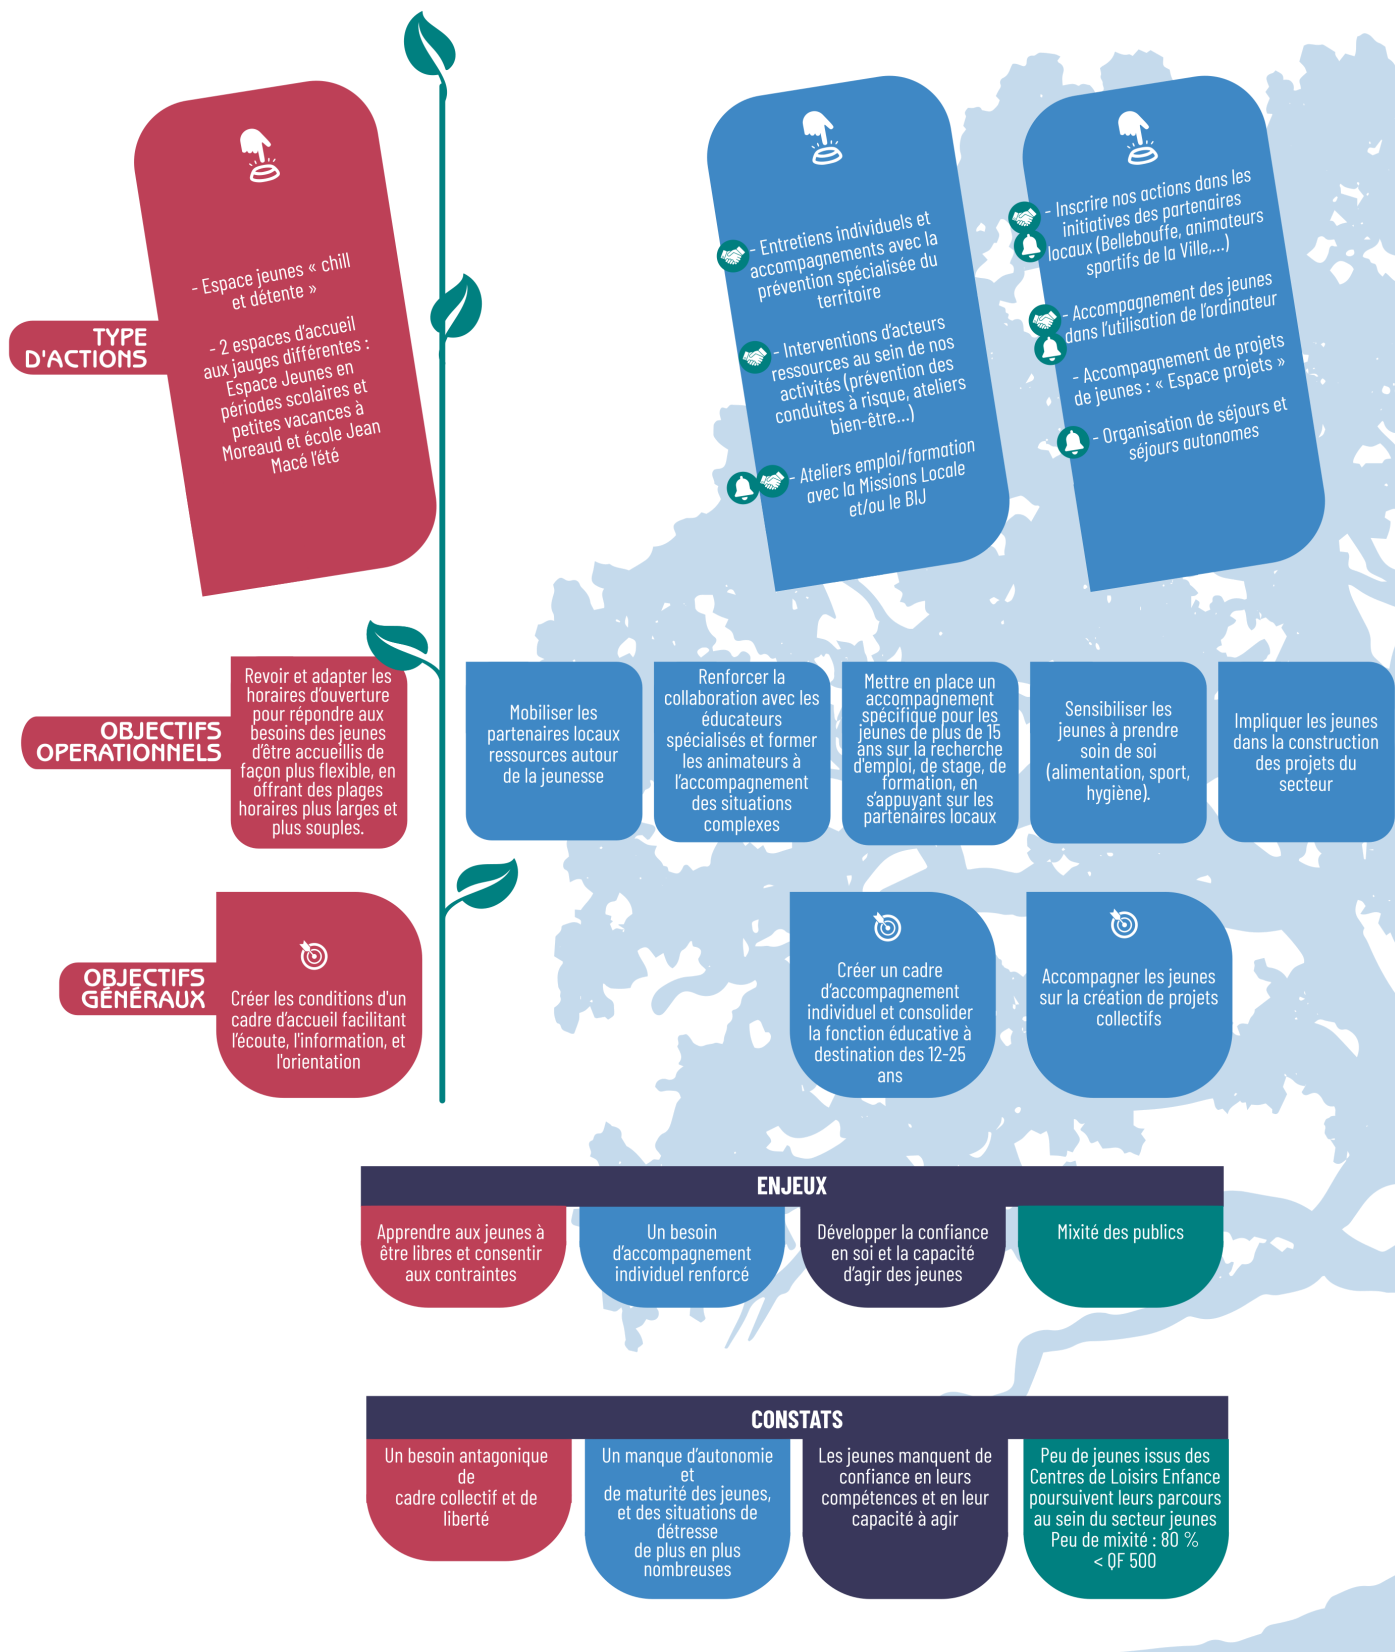 - Espace jeunes « chill
et détente »
- 2 espaces d'accueil
aux jauges différentes :
Espace Jeunes en
périodes scolaires et
petites vacances à
Moreaud et école Jean
Macé l'été
- Entretiens individuels et
accompagnements avec la
prévention spécialisée du
territoire
- Interventions d'acteurs
ressources au sein de nos
activités (prévention des
conduites à risque, ateliers
bien-être...)
- Ateliers emploi/formation
avec la Missions Locale
et/ou le BIJ
- Inscrire nos actions dans les
initiatives des partenaires
locaux (Bellebouffe, animateurs
sportifs de la Ville,...)
- Accompagnement des jeunes
dans l'utilisation de l'ordinateur
- Accompagnement de projets
de jeunes : « Espace projets »
- Organisation de séjours et
séjours autonomes
TYPE
D'ACTIONS
OBJECTIFS
OPERATIONNELS
Revoir et adapter les
horaires d'ouverture
pour répondre aux
besoins des jeunes
d'être accueillis de
façon plus flexible, en
offrant des plages
horaires plus larges et
plus souples.
Mobiliser les
partenaires locaux
ressources autour
de la jeunesse
Renforcer la
collaboration avec les
éducateurs
spécialisés et former
les animateurs à
l'accompagnement
des situations
complexes
Mettre en place un
accompagnement
spécifique pour les
jeunes de plus de 15
ans sur la recherche
d'emploi, de stage, de
formation, en
s'appuyant sur les
partenaires locaux
Sensibiliser les
jeunes à prendre
soin de soi
(alimentation, sport,
hygiène).
Impliquer les jeunes
dans la construction
des projets du
secteur
OBJECTIFS
GÉNÉRAUX
Créer les conditions d'un
cadre d'accueil facilitant
l'écoute, l'information, et
l'orientation
Créer un cadre
d'accompagnement
individuel et consolider
la fonction éducative à
destination des 12-25
ans
Accompagner les jeunes
sur la création de projets
collectifs
ENJEUX
Apprendre aux jeunes à
être libres et consentir
aux contraintes
Un besoin
d'accompagnement
individuel renforcé
Développer la confiance
en soi et la capacité
d'agir des jeunes
Mixité des publics
CONSTATS
Un besoin antagonique
de
cadre collectif et de
liberté
Un manque d'autonomie
et
de maturité des jeunes,
et des situations de
détresse
de plus en plus
nombreuses
Les jeunes manquent de
confiance en leurs
compétences et en leur
capacité à agir
Peu de jeunes issus des
Centres de Loisirs Enfance
poursuivent leurs parcours
au sein du secteur jeunes
Peu de mixité : 80 %
< QF 500